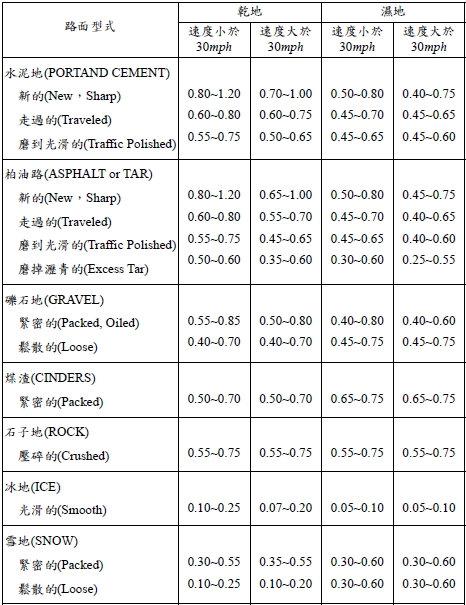 路面型式 乾地 濕地
速度小於 30mph 速度大於 30mph 速度小於 30mph 速度大於 30mph
水泥地(PORTAND CEMENT)
新的(New，Sharp) 0.80~1.20 0.70~1.00 0.50~0.80 0.40~0.75
走過的(Traveled) 0.60~0.80 0.60~0.75 0.45~0.70 0.45~0.65
磨到光滑的(Traffic Polished) 0.55~0.75 0.50~0.65 0.45~0.65 0.45~0.60
柏油路(ASPHALT or TAR)
新的(New，Sharp) 0.80~1.20 0.65~1.00 0.50~0.80 0.45~0.75
走過的(Traveled) 0.60~0.80 0.55~0.70 0.45~0.70 0.40~0.65
磨到光滑的(Traffic Polished) 0.55~0.75 0.45~0.65 0.45~0.65 0.40~0.60
磨掉瀝青的(Excess Tar) 0.50~0.60 0.35~0.60 0.30~0.60 0.25~0.55
礫石地(GRAVEL)
緊密的(Packed, Oiled) 0.55~0.85 0.50~0.80 0.40~0.80 0.40~0.60
鬆散的(Loose) 0.40~0.70 0.40~0.70 0.45~0.75 0.45~0.75
煤渣(CINDERS)
緊密的(Packed) 0.50~0.70 0.50~0.70 0.65~0.75 0.65~0.75
石子地(ROCK)
壓碎的(Crushed) 0.55~0.75 0.55~0.75 0.55~0.75 0.55~0.75
冰地(ICE)
光滑的(Smooth) 0.10~0.25 0.07~0.20 0.05~0.10 0.05~0.10
雪地(SNOW)
緊密的(Packed) 0.30~0.55 0.35~0.55 0.30~0.60 0.30~0.60
鬆散的(Loose) 0.10~0.25 0.10~0.20 0.30~0.60 0.30~0.60